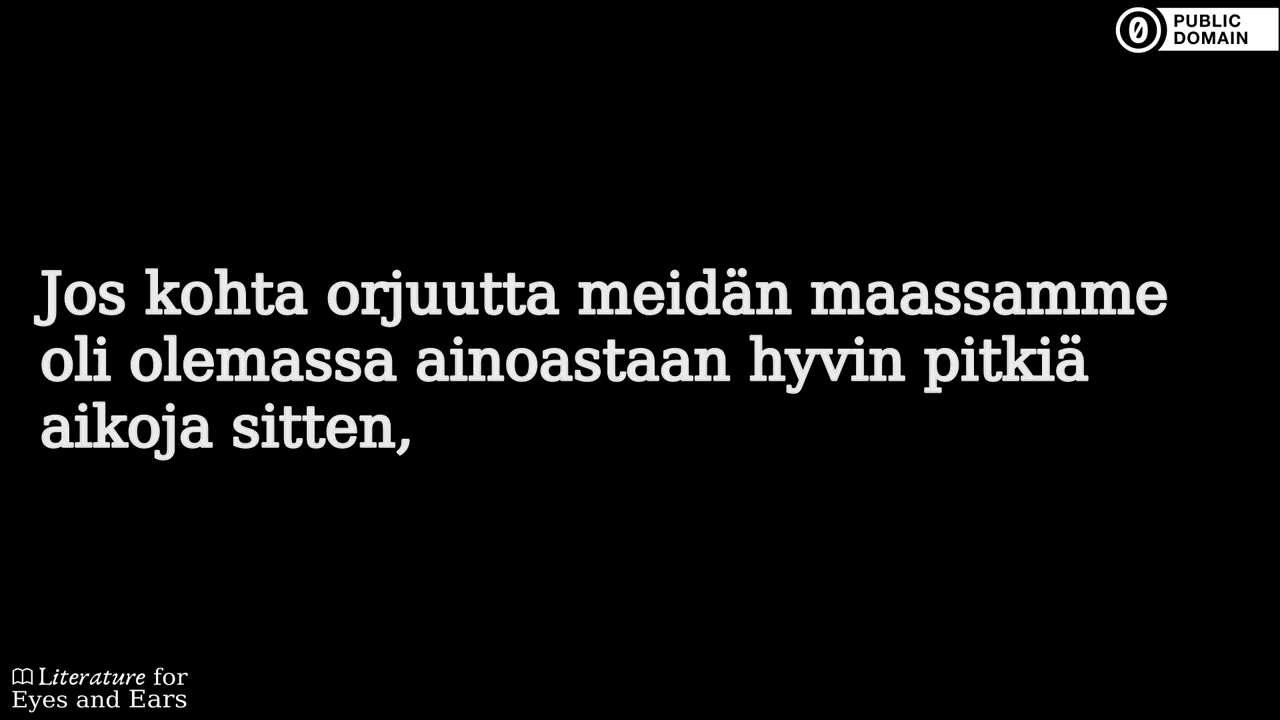 PUBLIC
DOMAIN
Jos kohta orjuutta meidän maassamme
oli olemassa ainoastaan hyvin pitkiä
aikoja sitten,
Literature for
Eyes and Ears